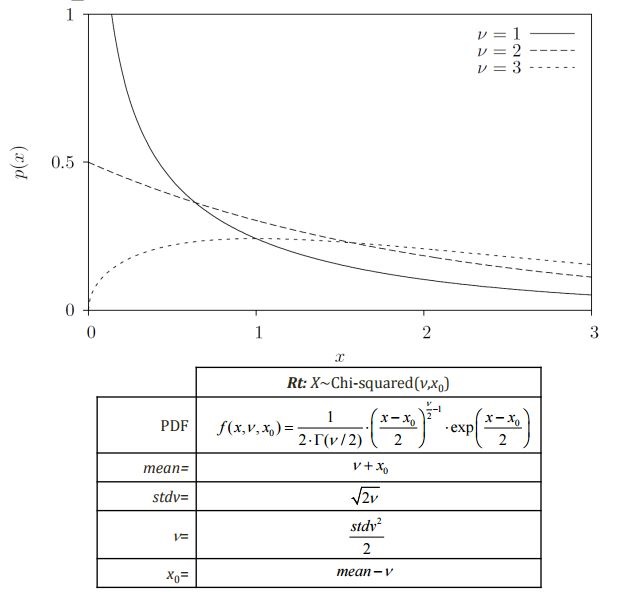 1
0.5
0
p(x)
ν = 1
ν = 2
ν = 3
0 1 2 3
x
Rt: X~Chi-squared(ν,x₀)
PDF f(x,ν,x₀) = 1/(2·Γ(ν/2)) · ((x−x₀)/2)^(ν/2−1) · exp((x−x₀)/2)
mean= ν + x₀
stdv= √2ν
ν= stdv²/2
x₀= mean − ν